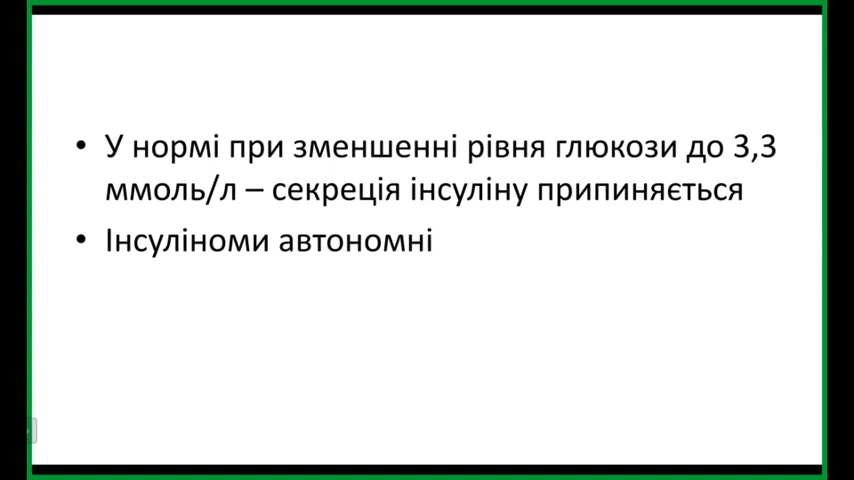 • У нормі при зменшенні рівня глюкози до 3,3
ммоль/л – секреція інсуліну припиняється
• Інсуліноми автономні